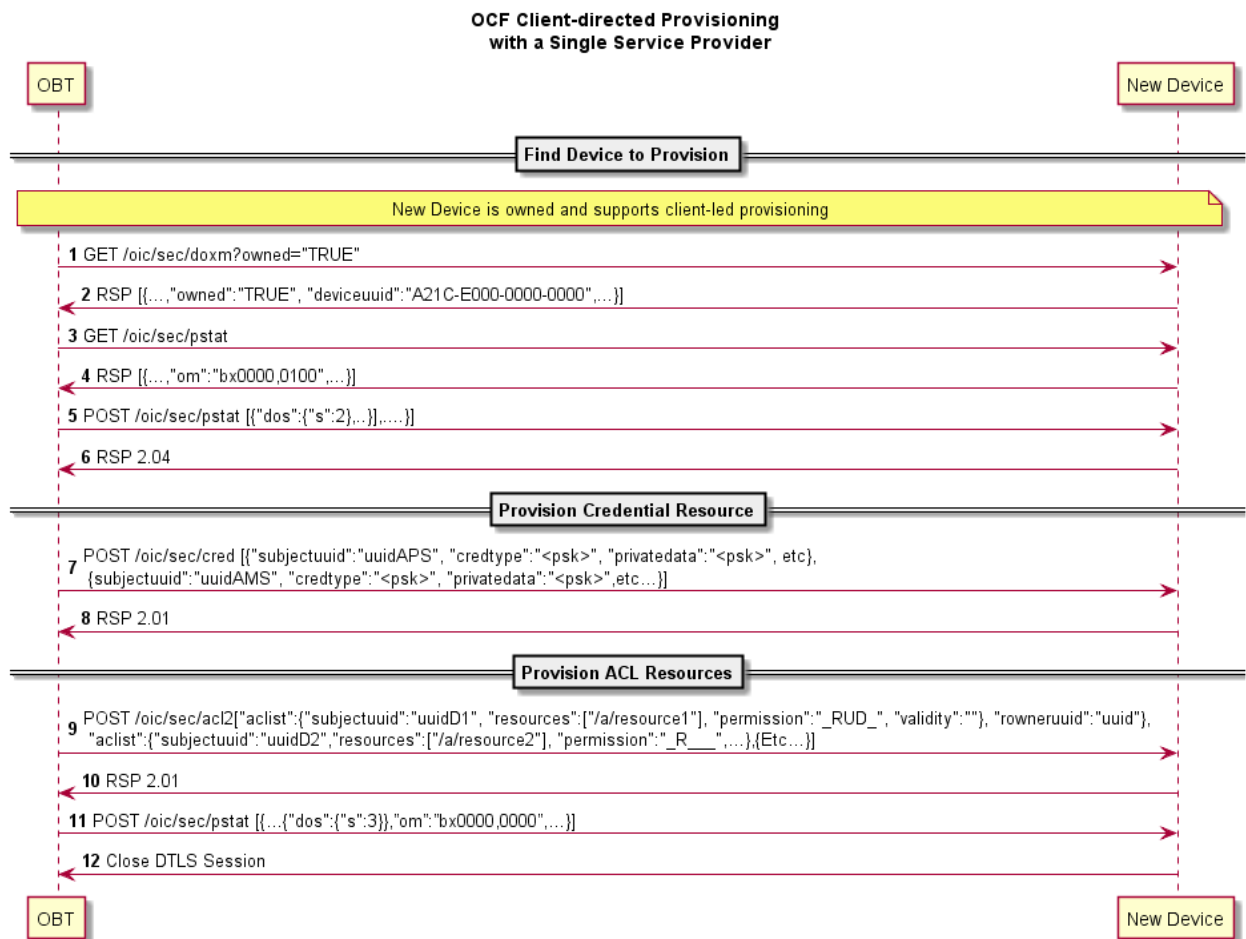 OCF Client-directed Provisioning
with a Single Service Provider
OBT
New Device
Find Device to Provision
New Device is owned and supports client-led provisioning
1 GET /oic/sec/doxm?owned="TRUE"
2 RSP [{…,"owned":"TRUE", "deviceuuid":"A21C-E000-0000-0000",…}]
3 GET /oic/sec/pstat
4 RSP [{…,"om":"bx0000,0100",…}]
5 POST /oic/sec/pstat [{"dos":{"s":2},..}],….}]
6 RSP 2.04
Provision Credential Resource
7 POST /oic/sec/cred [{"subjectuuid":"uuidAPS", "credtype":"<psk>", "privatedata":"<psk>", etc},
{subjectuuid":"uuidAMS", "credtype":"<psk>", "privatedata":"<psk>",etc…}]
8 RSP 2.01
Provision ACL Resources
9 POST /oic/sec/acl2["aclist":{"subjectuuid":"uuidD1", "resources":["/a/resource1"], "permission":"_RUD_", "validity":""}, "rowneruuid":"uuid"},
"aclist":{"subjectuuid":"uuidD2","resources":["/a/resource2"], "permission":"_R___",…},{Etc…}]
10 RSP 2.01
11 POST /oic/sec/pstat [{…{"dos":{"s":3}},"om":"bx0000,0000",…}]
12 Close DTLS Session
OBT
New Device